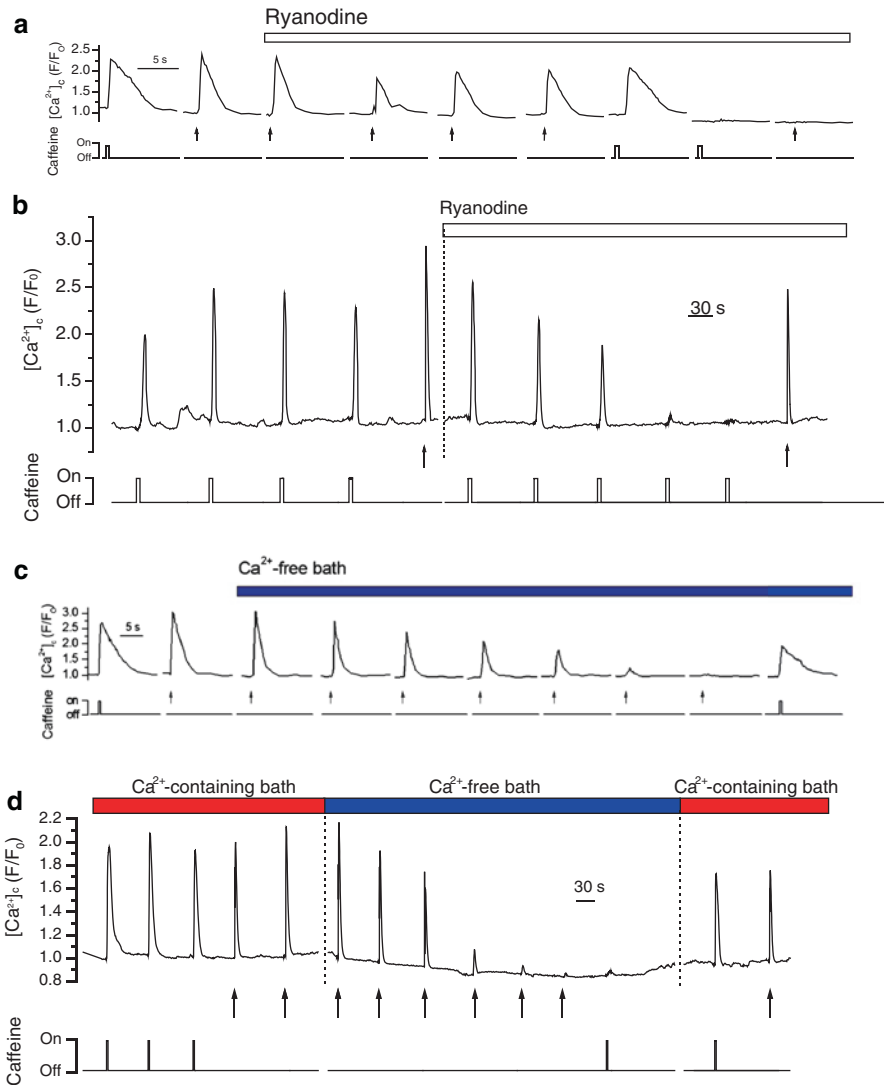 a
Ryanodine
[Ca²⁺]c (F/Fo)
2.5
2.0
1.5
1.0
5 s
Caffeine
On
Off
b
Ryanodine
[Ca²⁺]c (F/F0)
3.0
2.5
2.0
1.5
1.0
30 s
Caffeine
On
Off
c
Ca²⁺-free bath
[Ca²⁺]c (F/Fo)
3.0
2.5
2.0
1.5
1.0
5 s
Caffeine
on
off
d
Ca²⁺-containing bath
Ca²⁺-free bath
Ca²⁺-containing bath
[Ca²⁺]c (F/Fo)
2.2
2.0
1.8
1.6
1.4
1.2
1.0
0.8
30 s
Caffeine
On
Off